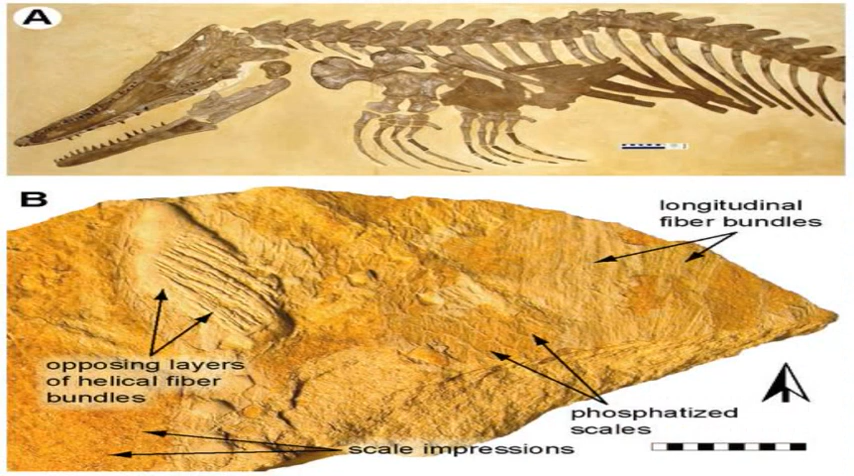 A
B
longitudinal
fiber bundles
opposing layers
of helical fiber
bundles
phosphatized
scales
scale impressions